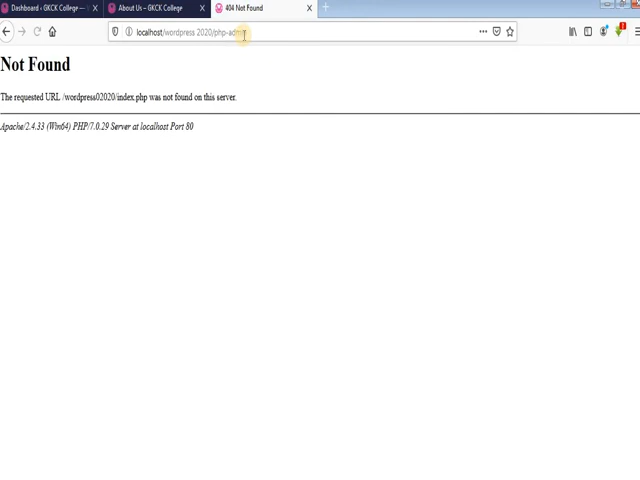 Dashboard ‹ GKCK College —
About Us – GKCK College
404 Not Found
localhost/wordpress 2020/php-admin
Not Found
The requested URL /wordpress02020/index.php was not found on this server.
Apache/2.4.33 (Win64) PHP/7.0.29 Server at localhost Port 80